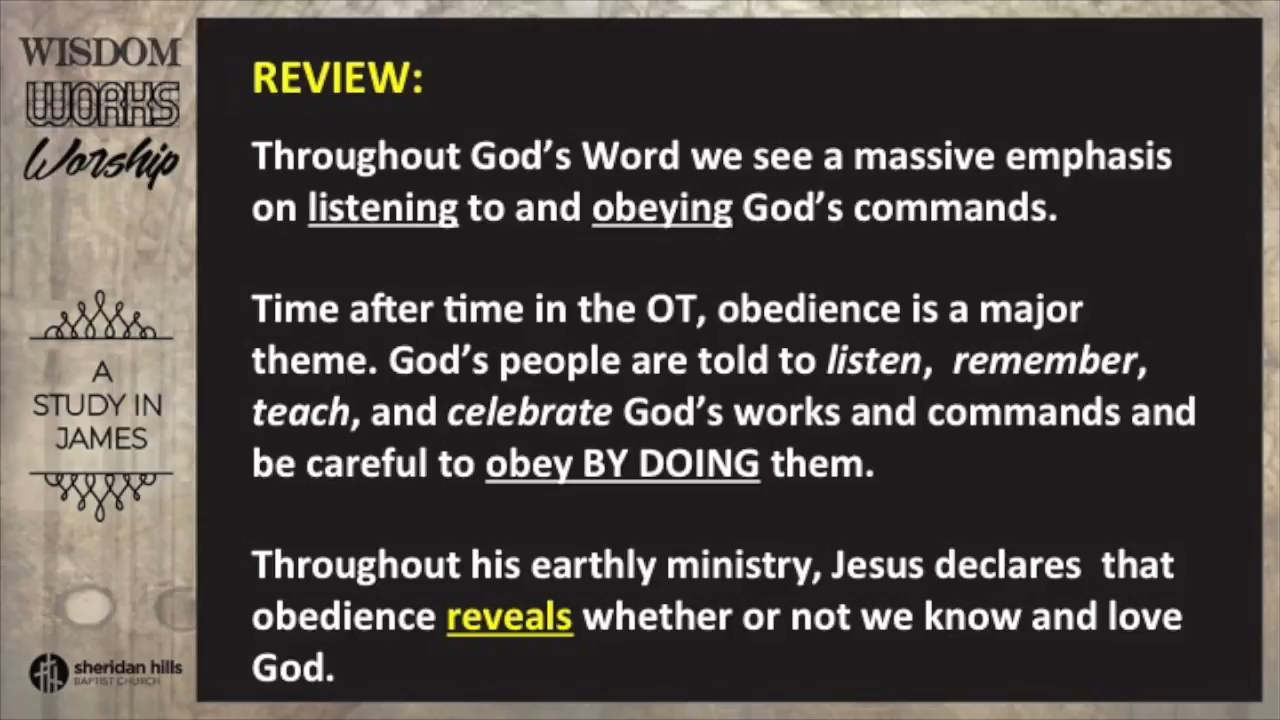 WISDOM
WORKS
Worship
A
STUDY IN
JAMES
sheridan hills
BAPTIST CHURCH
REVIEW:
Throughout God’s Word we see a massive emphasis
on listening to and obeying God’s commands.
Time after time in the OT, obedience is a major
theme. God’s people are told to listen, remember,
teach, and celebrate God’s works and commands and
be careful to obey BY DOING them.
Throughout his earthly ministry, Jesus declares that
obedience reveals whether or not we know and love
God.